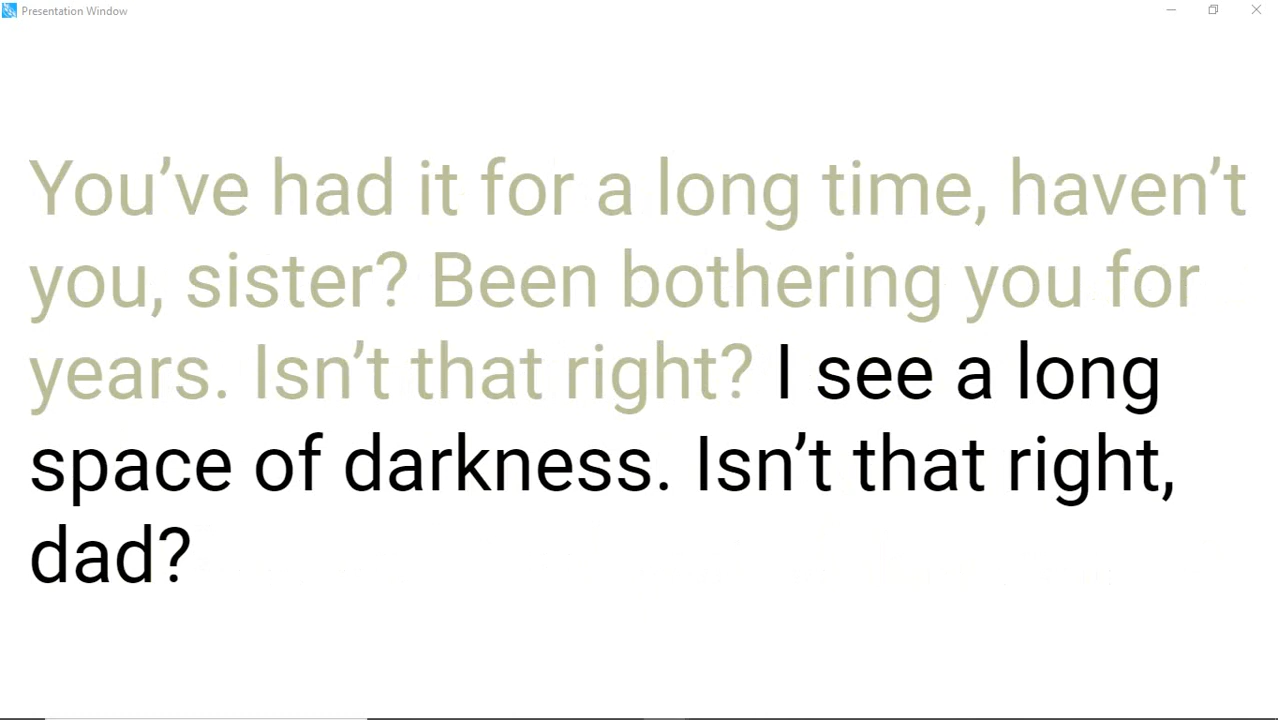 Presentation Window
You’ve had it for a long time, haven’t
you, sister? Been bothering you for
years. Isn’t that right? I see a long
space of darkness. Isn’t that right,
dad?